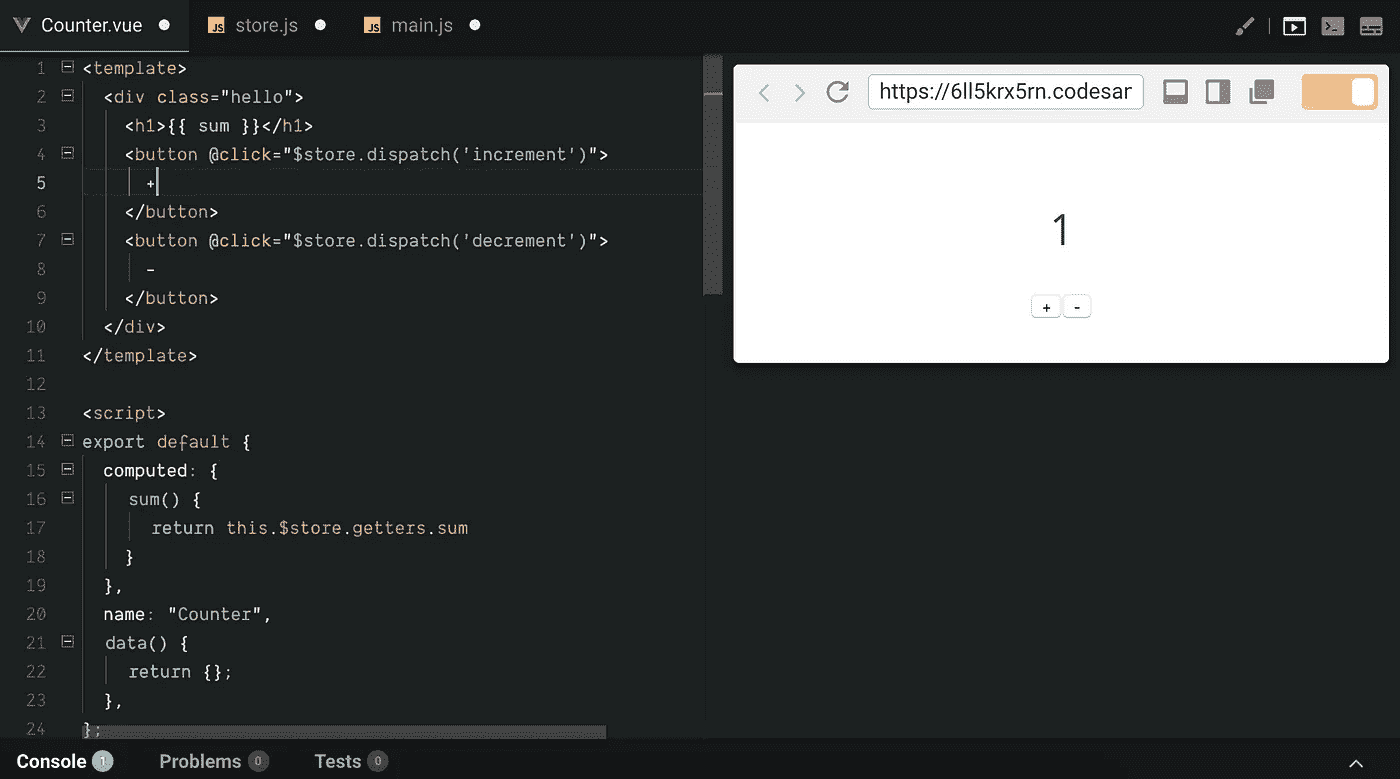 Counter.vue
JS store.js
JS main.js
1 <template>
2 <div class="hello">
3 <h1>{{ sum }}</h1>
4 <button @click="$store.dispatch('increment')">
5 +
6 </button>
7 <button @click="$store.dispatch('decrement')">
8 -
9 </button>
10 </div>
11 </template>
12
13 <script>
14 export default {
15 computed: {
16 sum() {
17 return this.$store.getters.sum
18 }
19 },
20 name: "Counter",
21 data() {
22 return {};
23 },
24 };
https://6ll5krx5rn.codesar
1
+ -
Console 1
Problems 0
Tests 0